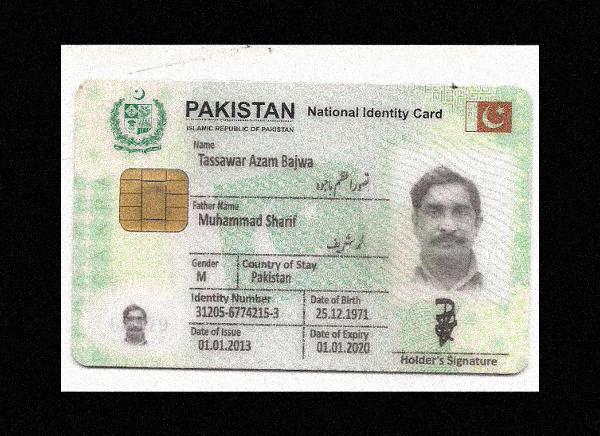 PAKISTAN National Identity Card
ISLAMIC REPUBLIC OF PAKISTAN
Name
Tassawar Azam Bajwa
تصور اعظم باجوہ
Father Name
Muhammad Sharif
محمد شریف
Gender Country of Stay
M Pakistan
Identity Number Date of Birth
31205-6774215-3 25.12.1971
Date of Issue Date of Expiry
01.01.2013 01.01.2020
Holder's Signature